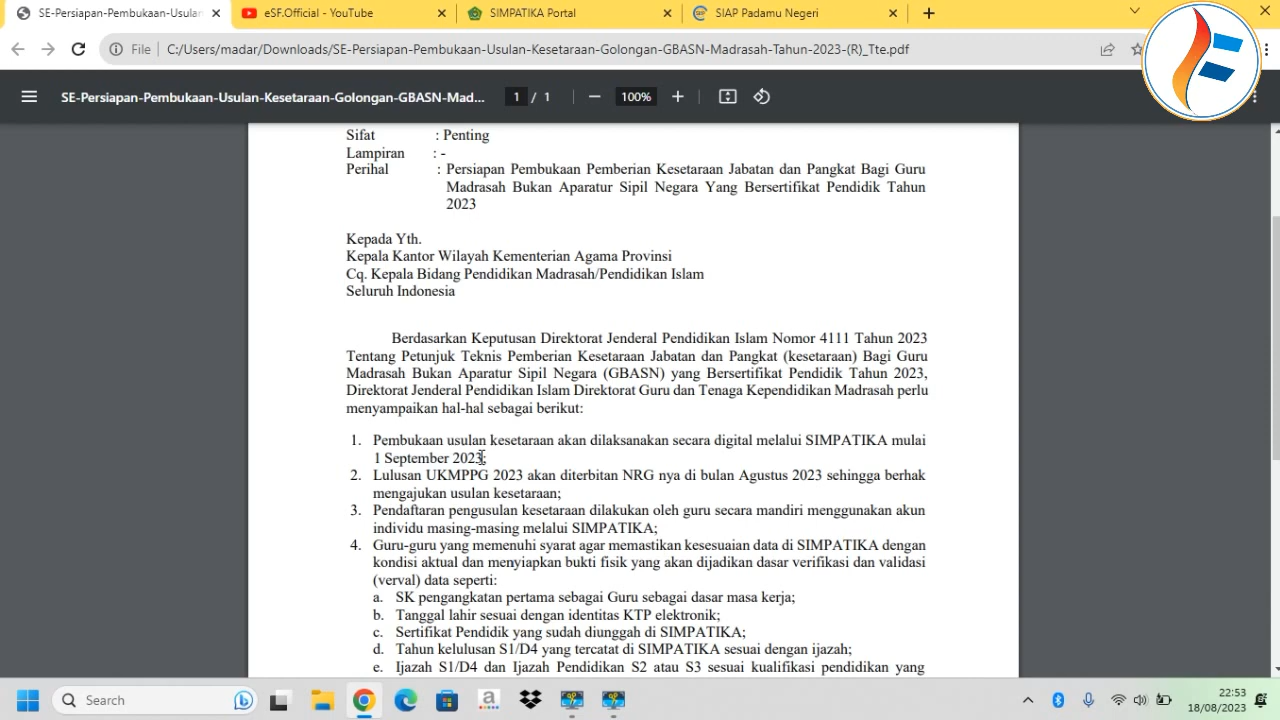 SE-Persiapan-Pembukaan-Usulan
eSF.Official - YouTube
SIMPATIKA Portal
SIAP Padamu Negeri
File
C:/Users/madar/Downloads/SE-Persiapan-Pembukaan-Usulan-Kesetaraan-Golongan-GBASN-Madrasah-Tahun-2023-(R)_Tte.pdf
SE-Persiapan-Pembukaan-Usulan-Kesetaraan-Golongan-GBASN-Mad...
1 / 1
100%
Sifat : Penting
Lampiran : -
Perihal : Persiapan Pembukaan Pemberian Kesetaraan Jabatan dan Pangkat Bagi Guru
Madrasah Bukan Aparatur Sipil Negara Yang Bersertifikat Pendidik Tahun
2023
Kepada Yth.
Kepala Kantor Wilayah Kementerian Agama Provinsi
Cq. Kepala Bidang Pendidikan Madrasah/Pendidikan Islam
Seluruh Indonesia
Berdasarkan Keputusan Direktorat Jenderal Pendidikan Islam Nomor 4111 Tahun 2023
Tentang Petunjuk Teknis Pemberian Kesetaraan Jabatan dan Pangkat (kesetaraan) Bagi Guru
Madrasah Bukan Aparatur Sipil Negara (GBASN) yang Bersertifikat Pendidik Tahun 2023,
Direktorat Jenderal Pendidikan Islam Direktorat Guru dan Tenaga Kependidikan Madrasah perlu
menyampaikan hal-hal sebagai berikut:
1. Pembukaan usulan kesetaraan akan dilaksanakan secara digital melalui SIMPATIKA mulai
1 September 2023;
2. Lulusan UKMPPG 2023 akan diterbitan NRG nya di bulan Agustus 2023 sehingga berhak
mengajukan usulan kesetaraan;
3. Pendaftaran pengusulan kesetaraan dilakukan oleh guru secara mandiri menggunakan akun
individu masing-masing melalui SIMPATIKA;
4. Guru-guru yang memenuhi syarat agar memastikan kesesuaian data di SIMPATIKA dengan
kondisi aktual dan menyiapkan bukti fisik yang akan dijadikan dasar verifikasi dan validasi
(verval) data seperti:
a. SK pengangkatan pertama sebagai Guru sebagai dasar masa kerja;
b. Tanggal lahir sesuai dengan identitas KTP elektronik;
c. Sertifikat Pendidik yang sudah diunggah di SIMPATIKA;
d. Tahun kelulusan S1/D4 yang tercatat di SIMPATIKA sesuai dengan ijazah;
e. Ijazah S1/D4 dan Ijazah Pendidikan S2 atau S3 sesuai kualifikasi pendidikan yang
Search
22:53
18/08/2023